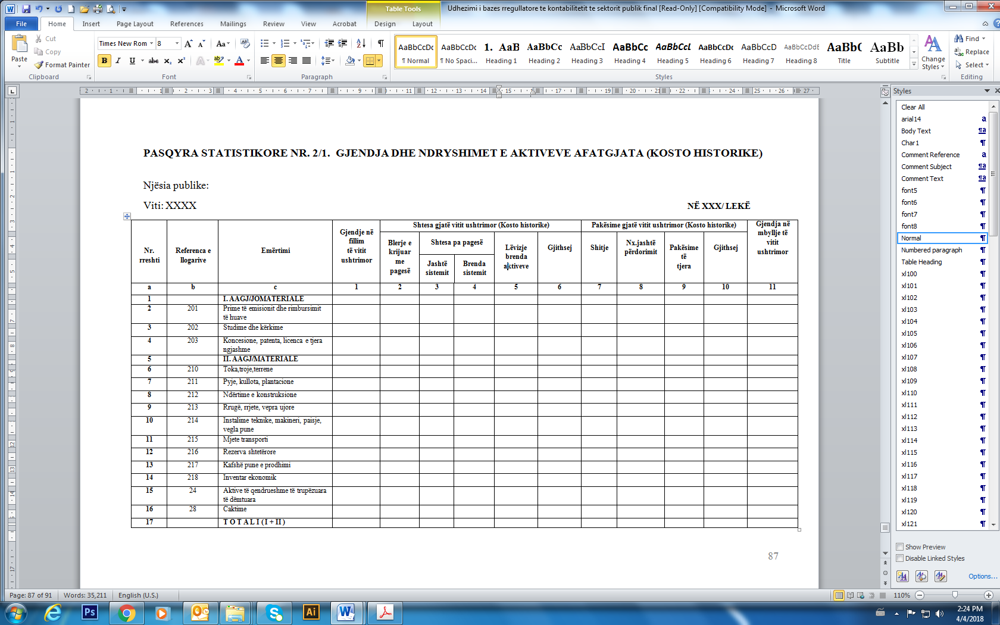 Udhezimi i bazes rregullatore te kontabilitetit te sektorit publik final [Read-Only] [Compatibility Mode] - Microsoft Word
Table Tools
File Home Insert Page Layout References Mailings Review View Acrobat Design Layout
Paste
Cut
Copy
Format Painter
Clipboard
Times New Rom 8
Font
Paragraph
AaBbCcDc AaBbCcDc 1. AaB AaBbCc AaBbCcI AaBbCc AaBbCcL AaBbCcDc AaBbCcD AaBbCcDdE AaBbC AaBb
¶ Normal ¶ No Spaci... Heading 1 Heading 2 Heading 3 Heading 4 Heading 5 Heading 6 Heading 7 Heading 8 Title Subtitle
Styles
Change Styles
Find
Replace
Select
Editing
PASQYRA STATISTIKORE NR. 2/1. GJENDJA DHE NDRYSHIMET E AKTIVEVE AFATGJATA (KOSTO HISTORIKE)
Njësia publike:
Viti: XXXX
NË XXX/ LEKË
Nr. rreshti
Referenca e llogarive
Emërtimi
Gjendje në fillim të vitit ushtrimor
Shtesa gjatë vitit ushtrimor (Kosto historike)
Blerje e krijuar me pagesë
Shtesa pa pagesë
Jashtë sistemit
Brenda sistemit
Lëvizje brenda aktiveve
Gjithsej
Pakësime gjatë vitit ushtrimor (Kosto historike)
Shitje
Nx.jashtë përdorimit
Pakësime të tjera
Gjithsej
Gjendja në mbyllje të vitit ushtrimor
a b c 1 2 3 4 5 6 7 8 9 10 11
1 I. AAGJ/JOMATERIALE
2 201 Prime të emisionit dhe rimbursimit
të huave
3 202 Studime dhe kërkime
4 203 Koncesione, patenta, licenca e tjera
ngjashme
5 II. AAGJ/MATERIALE
6 210 Toka,troje,terrene
7 211 Pyje, kullota, plantacione
8 212 Ndërtime e konstruksione
9 213 Rrugë, rrjete, vepra ujore
10 214 Instalime teknike, makineri, paisje,
vegla pune
11 215 Mjete transporti
12 216 Rezerva shtetërore
13 217 Kafshë pune e prodhimi
14 218 Inventar ekonomik
15 24 Aktive të qendrueshme të trupëzuara
të dëmtuara
16 28 Caktime
17 T O T A L I ( I + II )
87
Styles
Clear All
arial14
Body Text
Char1
Comment Reference
Comment Subject
Comment Text
font5
font6
font7
font8
Normal
Numbered paragraph
Table Heading
xl100
xl101
xl102
xl103
xl104
xl105
xl106
xl107
xl108
xl109
xl110
xl111
xl112
xl113
xl114
xl115
xl116
xl117
xl118
xl119
xl120
xl121
Show Preview
Disable Linked Styles
Options...
Page: 87 of 91 Words: 35,211 English (U.S.) 110%
2:24 PM
4/4/2018